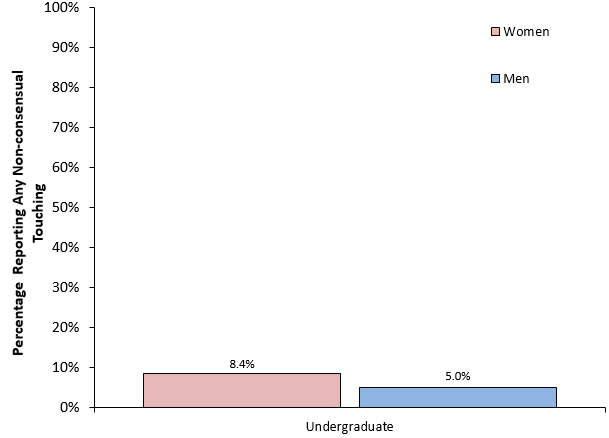 100%
90%
80%
70%
60%
50%
40%
30%
20%
10%
0%
Percentage Reporting Any Non-consensual
Touching
Women
Men
8.4%
5.0%
Undergraduate